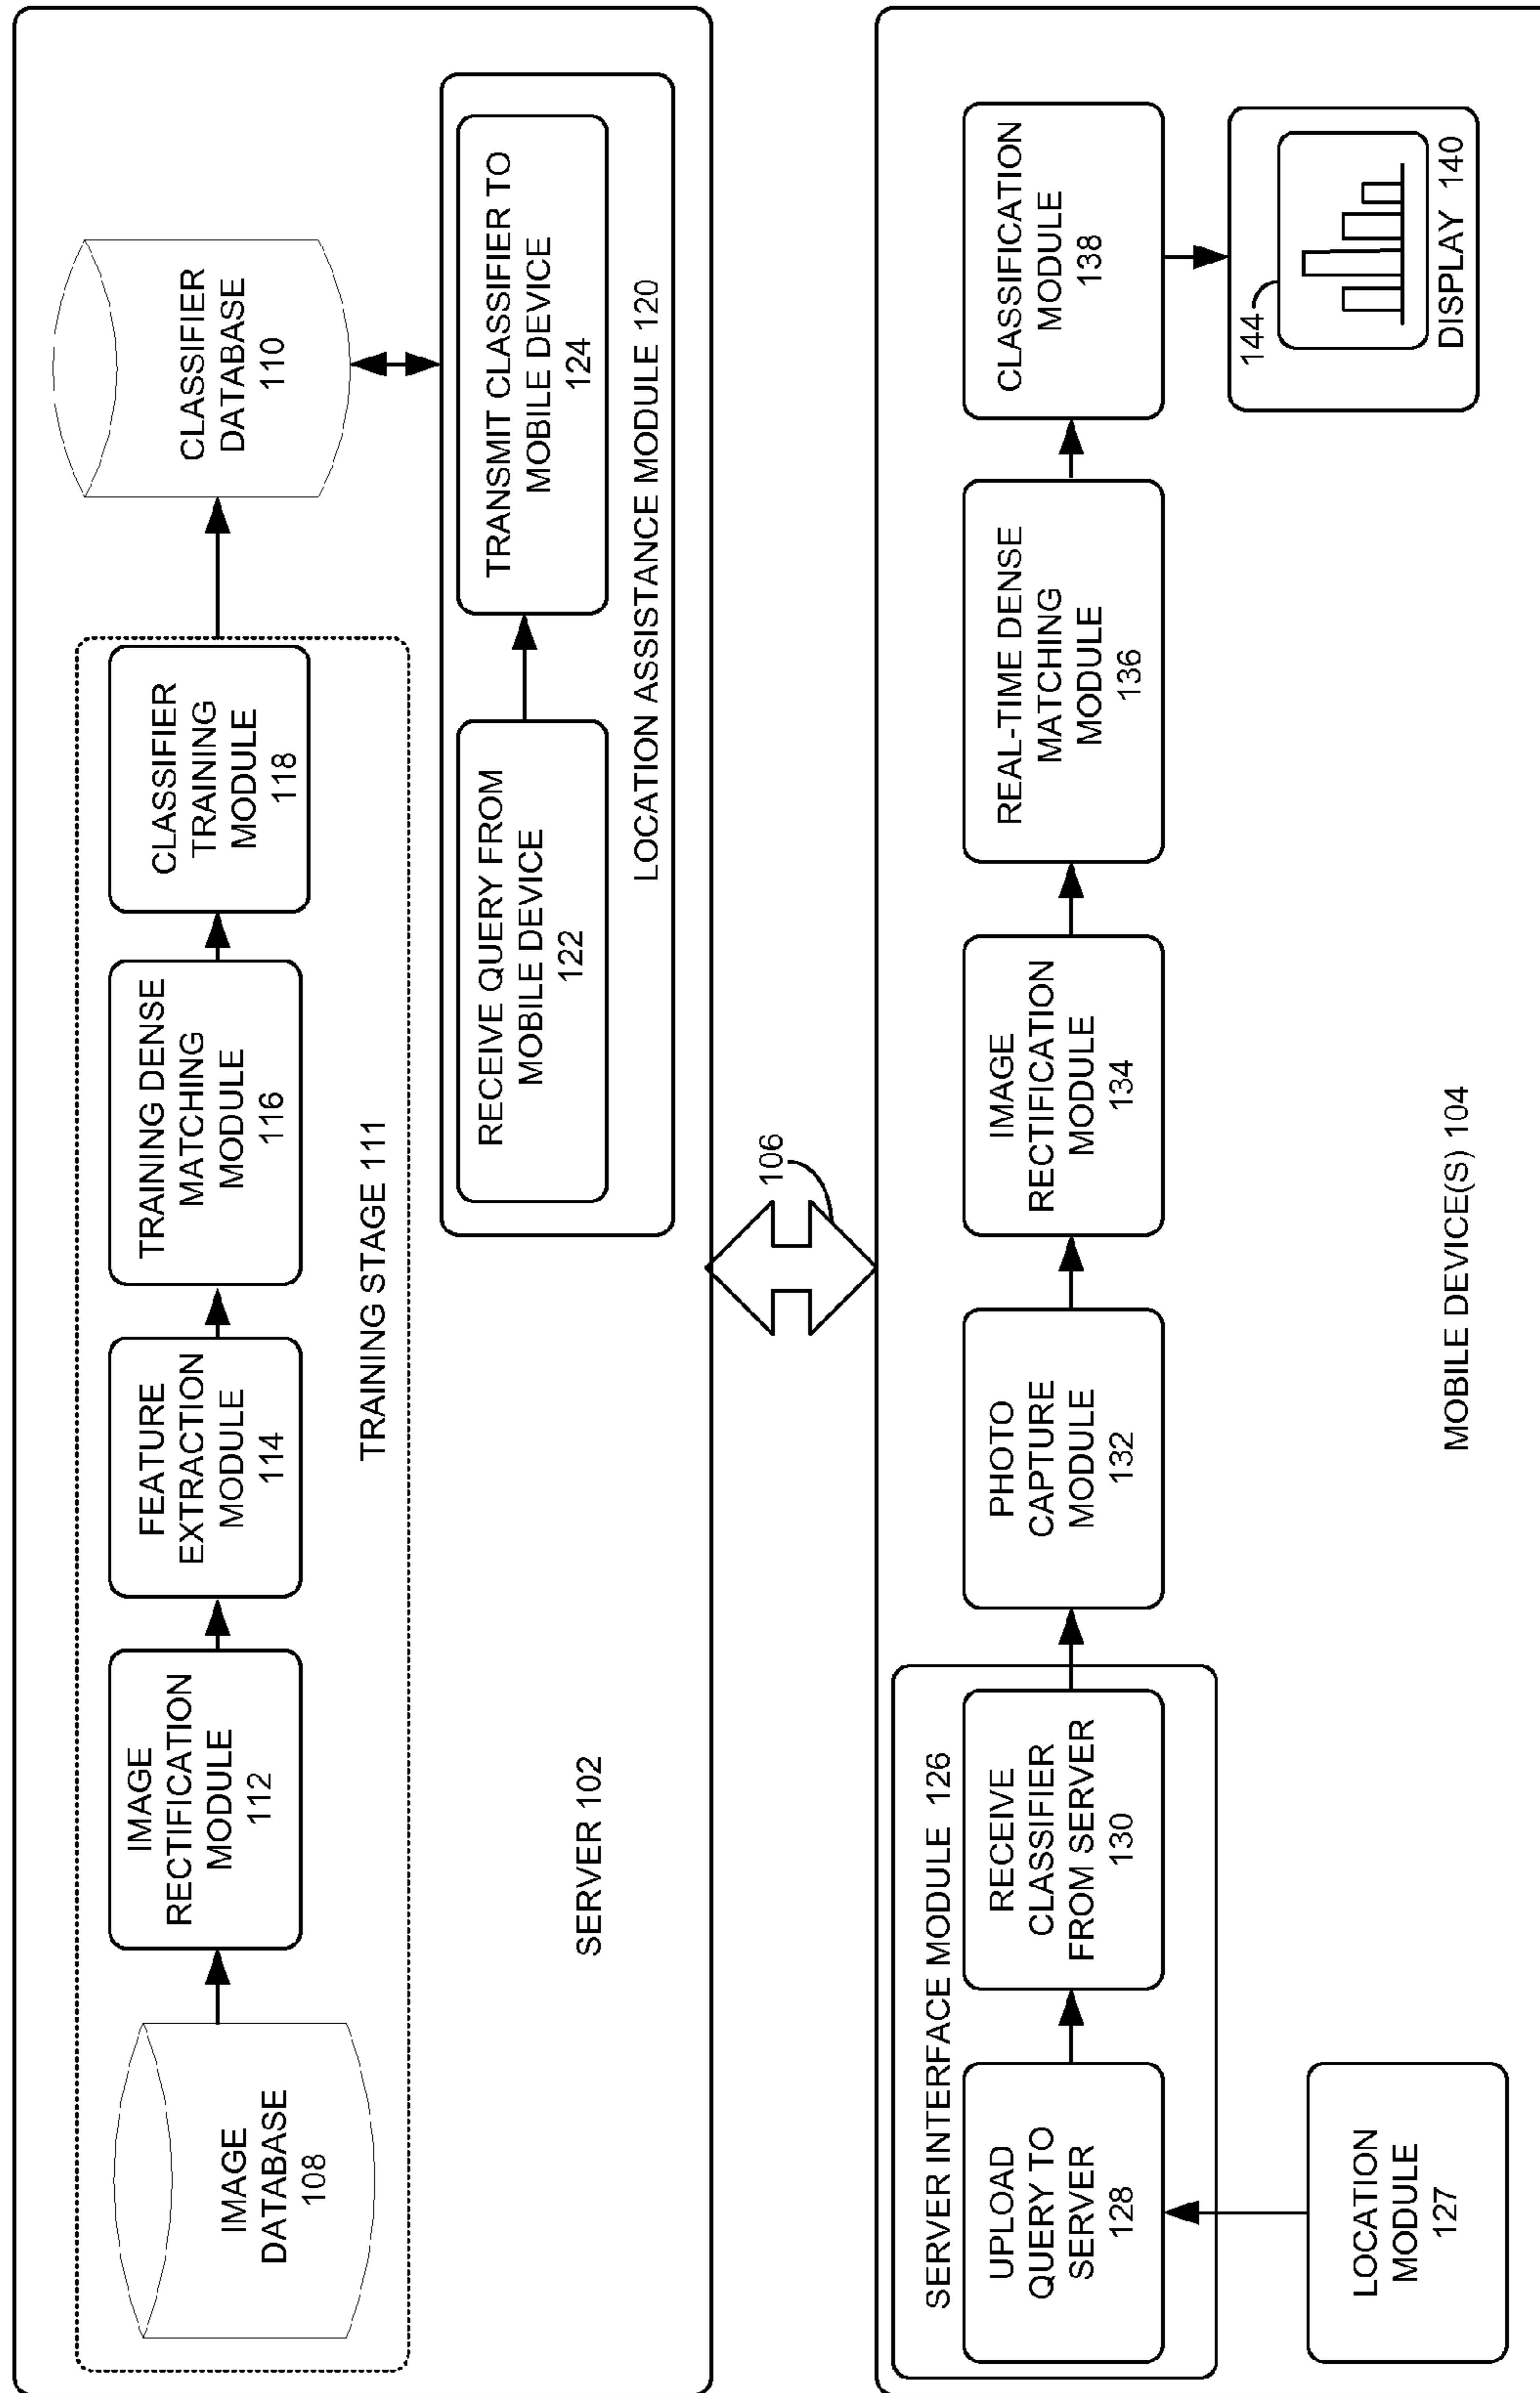 IMAGE
DATABASE
108
IMAGE
RECTIFICATION
MODULE
112
FEATURE
EXTRACTION
MODULE
114
TRAINING DENSE
MATCHING
MODULE
116
CLASSIFIER
TRAINING
MODULE
118
TRAINING STAGE 111
CLASSIFIER
DATABASE
110
RECEIVE QUERY FROM
MOBILE DEVICE
122
TRANSMIT CLASSIFIER TO
MOBILE DEVICE
124
LOCATION ASSISTANCE MODULE 120
SERVER 102
106
SERVER INTERFACE MODULE 126
UPLOAD
QUERY TO
SERVER
128
RECEIVE
CLASSIFIER
FROM SERVER
130
PHOTO
CAPTURE
MODULE
132
IMAGE
RECTIFICATION
MODULE
134
REAL-TIME DENSE
MATCHING
MODULE
136
CLASSIFICATION
MODULE
138
144
DISPLAY 140
LOCATION
MODULE
127
MOBILE DEVICE(S) 104